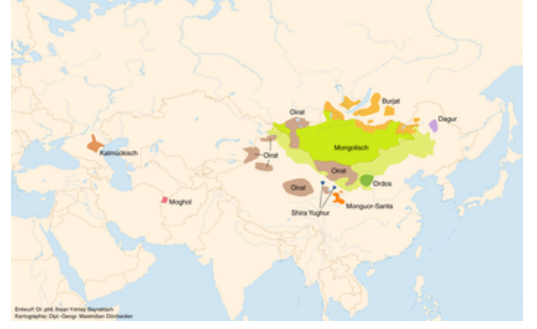 Oirat
Burjat
Dagur
Kalmückisch
Oirat
Mongolisch
Oirat
Oirat
Ordos
Moghol
Shira Yughur
Monguor-Santa
Entwurf: Dr. phil. Ihsan Yılmaz Bayraktarlı
Kartographie: Dipl.-Geogr. Maximilian Dörrbecker